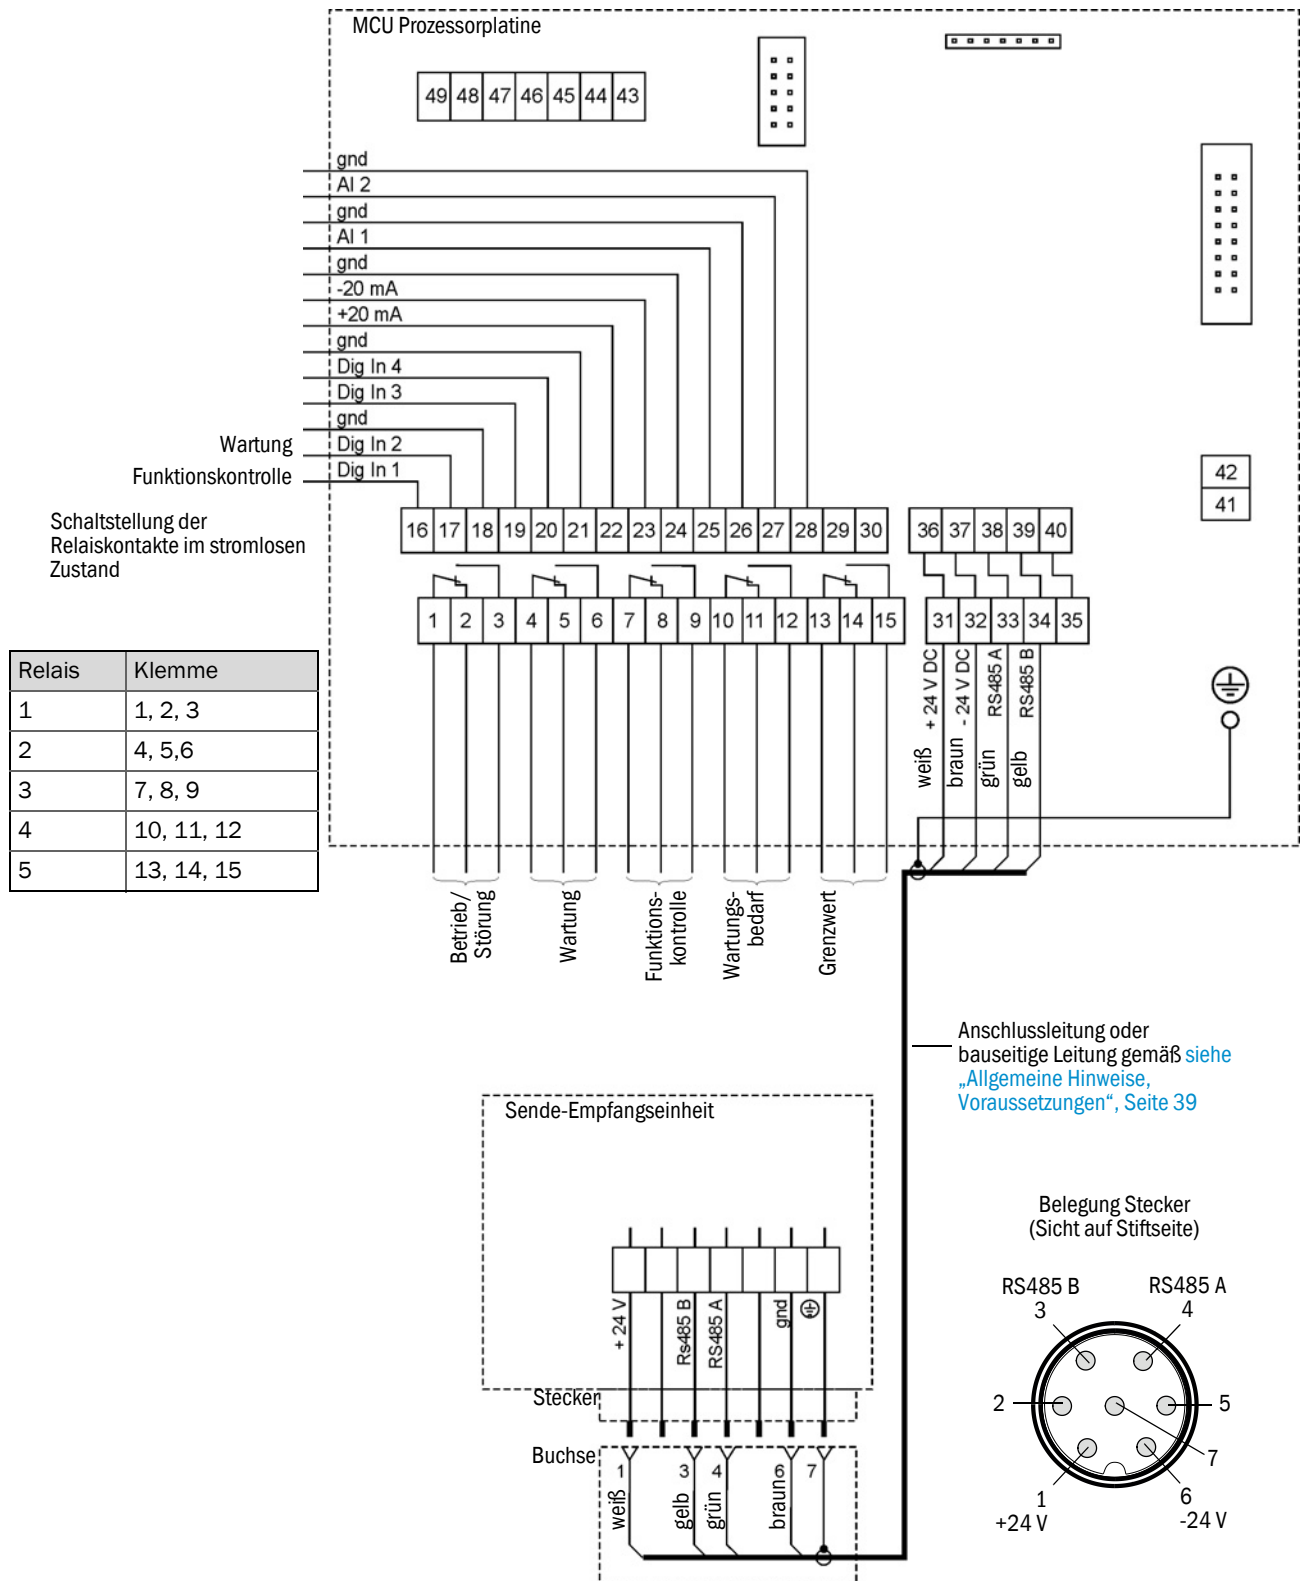 MCU Prozessorplatine
49 48 47 46 45 44 43
gnd
AI 2
gnd
AI 1
gnd
-20 mA
+20 mA
gnd
Dig In 4
Dig In 3
gnd
Wartung
Dig In 2
Funktionskontrolle
Dig In 1
42
41
Schaltstellung der
Relaiskontakte im stromlosen
Zustand
16 17 18 19 20 21 22 23 24 25 26 27 28 29 30
36 37 38 39 40
1 2 3 4 5 6 7 8 9 10 11 12 13 14 15
31 32 33 34 35
Relais Klemme
1 1, 2, 3
2 4, 5,6
3 7, 8, 9
4 10, 11, 12
5 13, 14, 15
+ 24 V DC
- 24 V DC
RS485 A
RS485 B
weiß
braun
grün
gelb
Betrieb/
Störung
Wartung
Funktions-
kontrolle
Wartungs-
bedarf
Grenzwert
Anschlussleitung oder
bauseitige Leitung gemäß siehe
„Allgemeine Hinweise,
Voraussetzungen“, Seite 39
Sende-Empfangseinheit
+ 24 V
Rs485 B
RS485 A
gnd
Stecker
Buchse
1 3 4 6 7
weiß
gelb
grün
braun
Belegung Stecker
(Sicht auf Stiftseite)
RS485 B
3
RS485 A
4
2
5
7
1
+24 V
6
-24 V